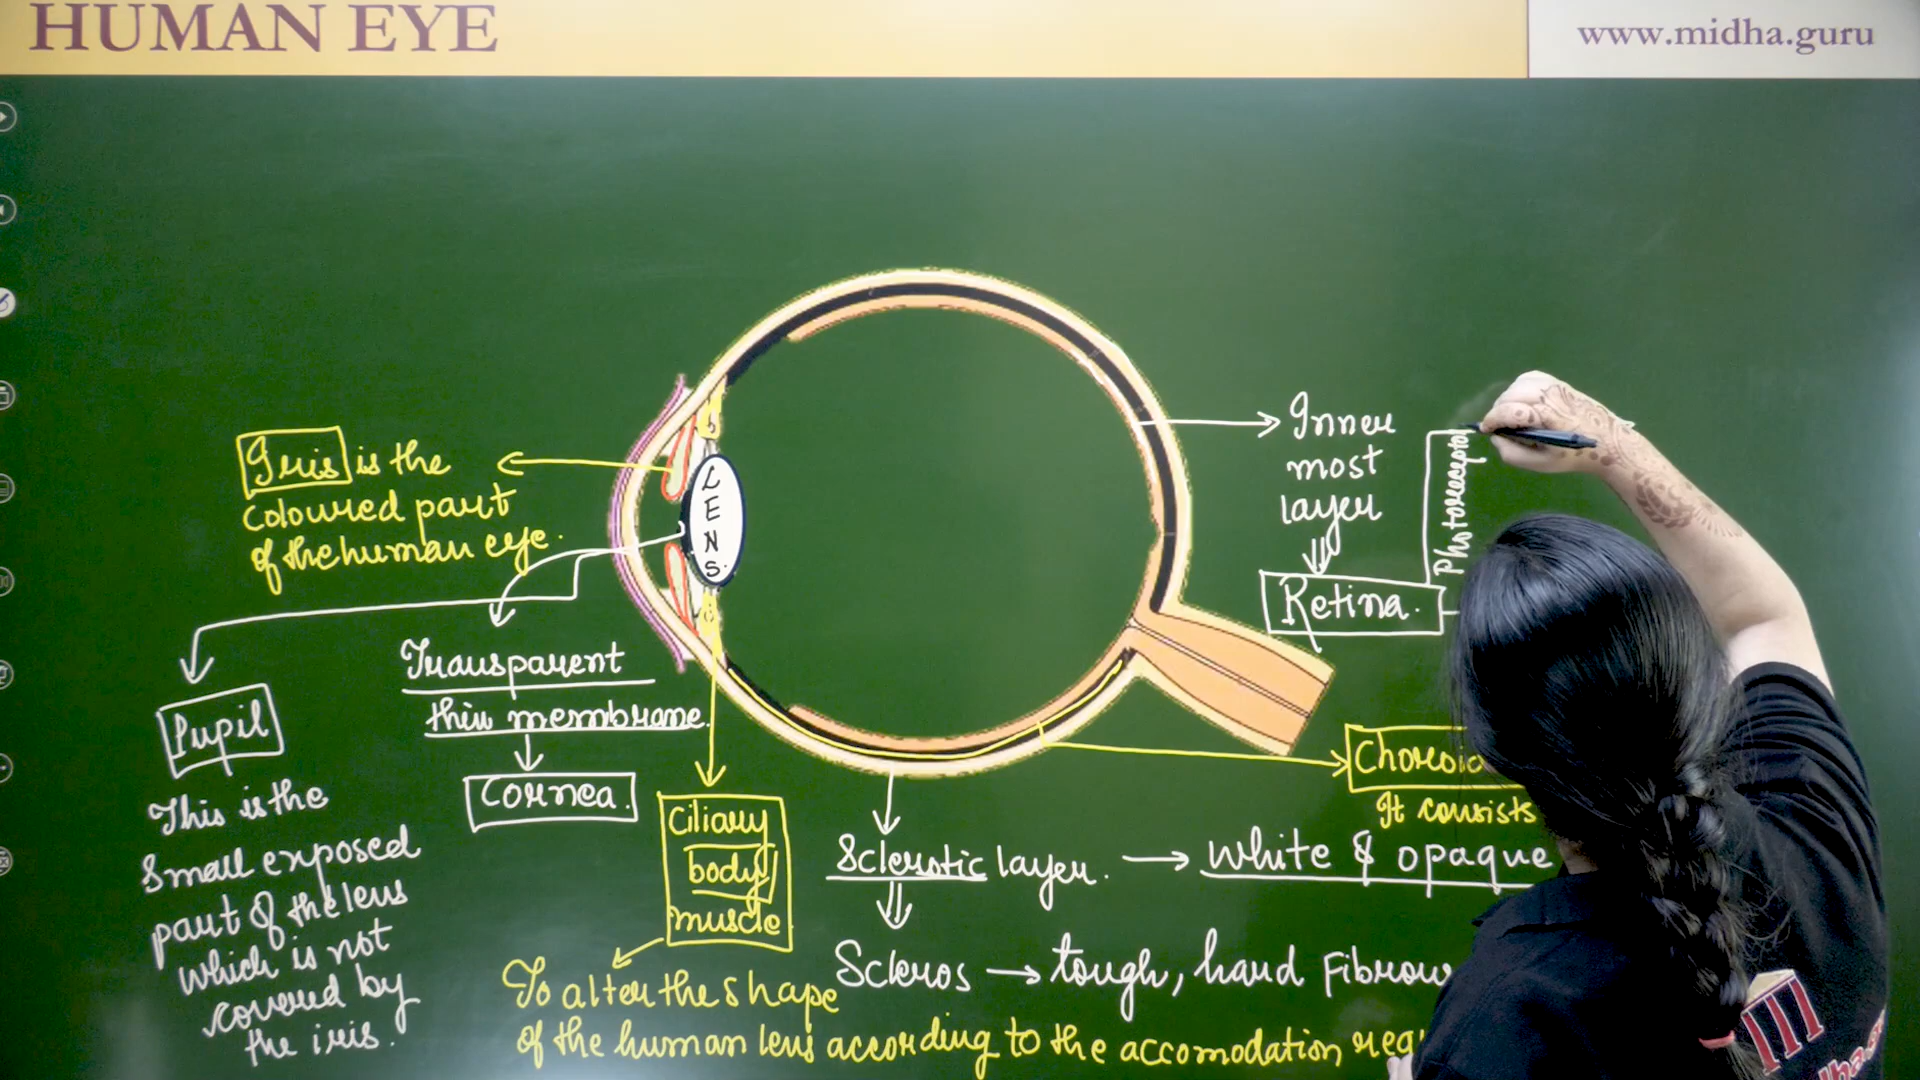 HUMAN EYE
www.midha.guru
Iris is the
coloured part
of the human eye.
LENS.
Inner
most
layer
Retina.
Photoreceptor
Pupil
This is the
Small exposed
part of the lens
which is not
covered by
the iris.
Transparent
thin membrane.
Cornea.
Ciliary
body
muscle
To alter the shape
of the human lens according to the accomodation
Sclerotic layer. → white & opaque
Scleros → tough, hard
It consists